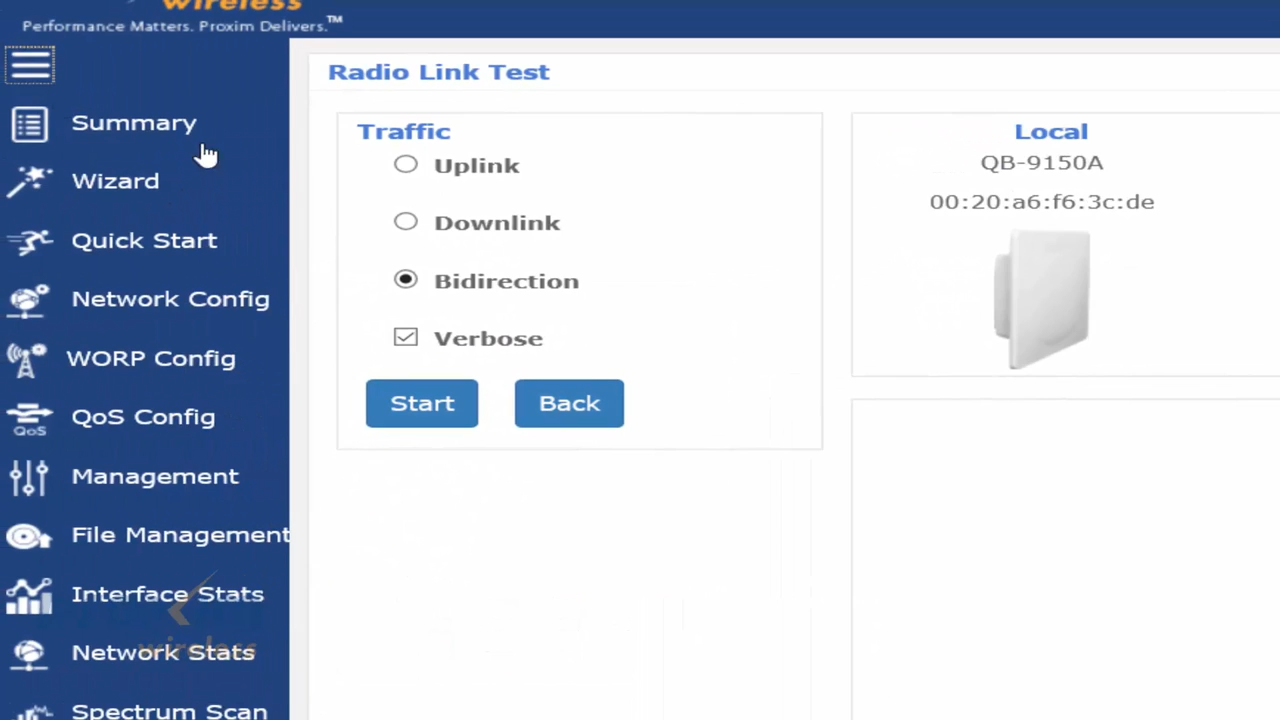 wireless
Performance Matters. Proxim Delivers.™
Summary
Wizard
Quick Start
Network Config
WORP Config
QoS Config
QoS
Management
File Management
Interface Stats
wireless
Network Stats
Spectrum Scan
Radio Link Test
Traffic
Uplink
Downlink
Bidirection
Verbose
Start
Back
Local
QB-9150A
00:20:a6:f6:3c:de